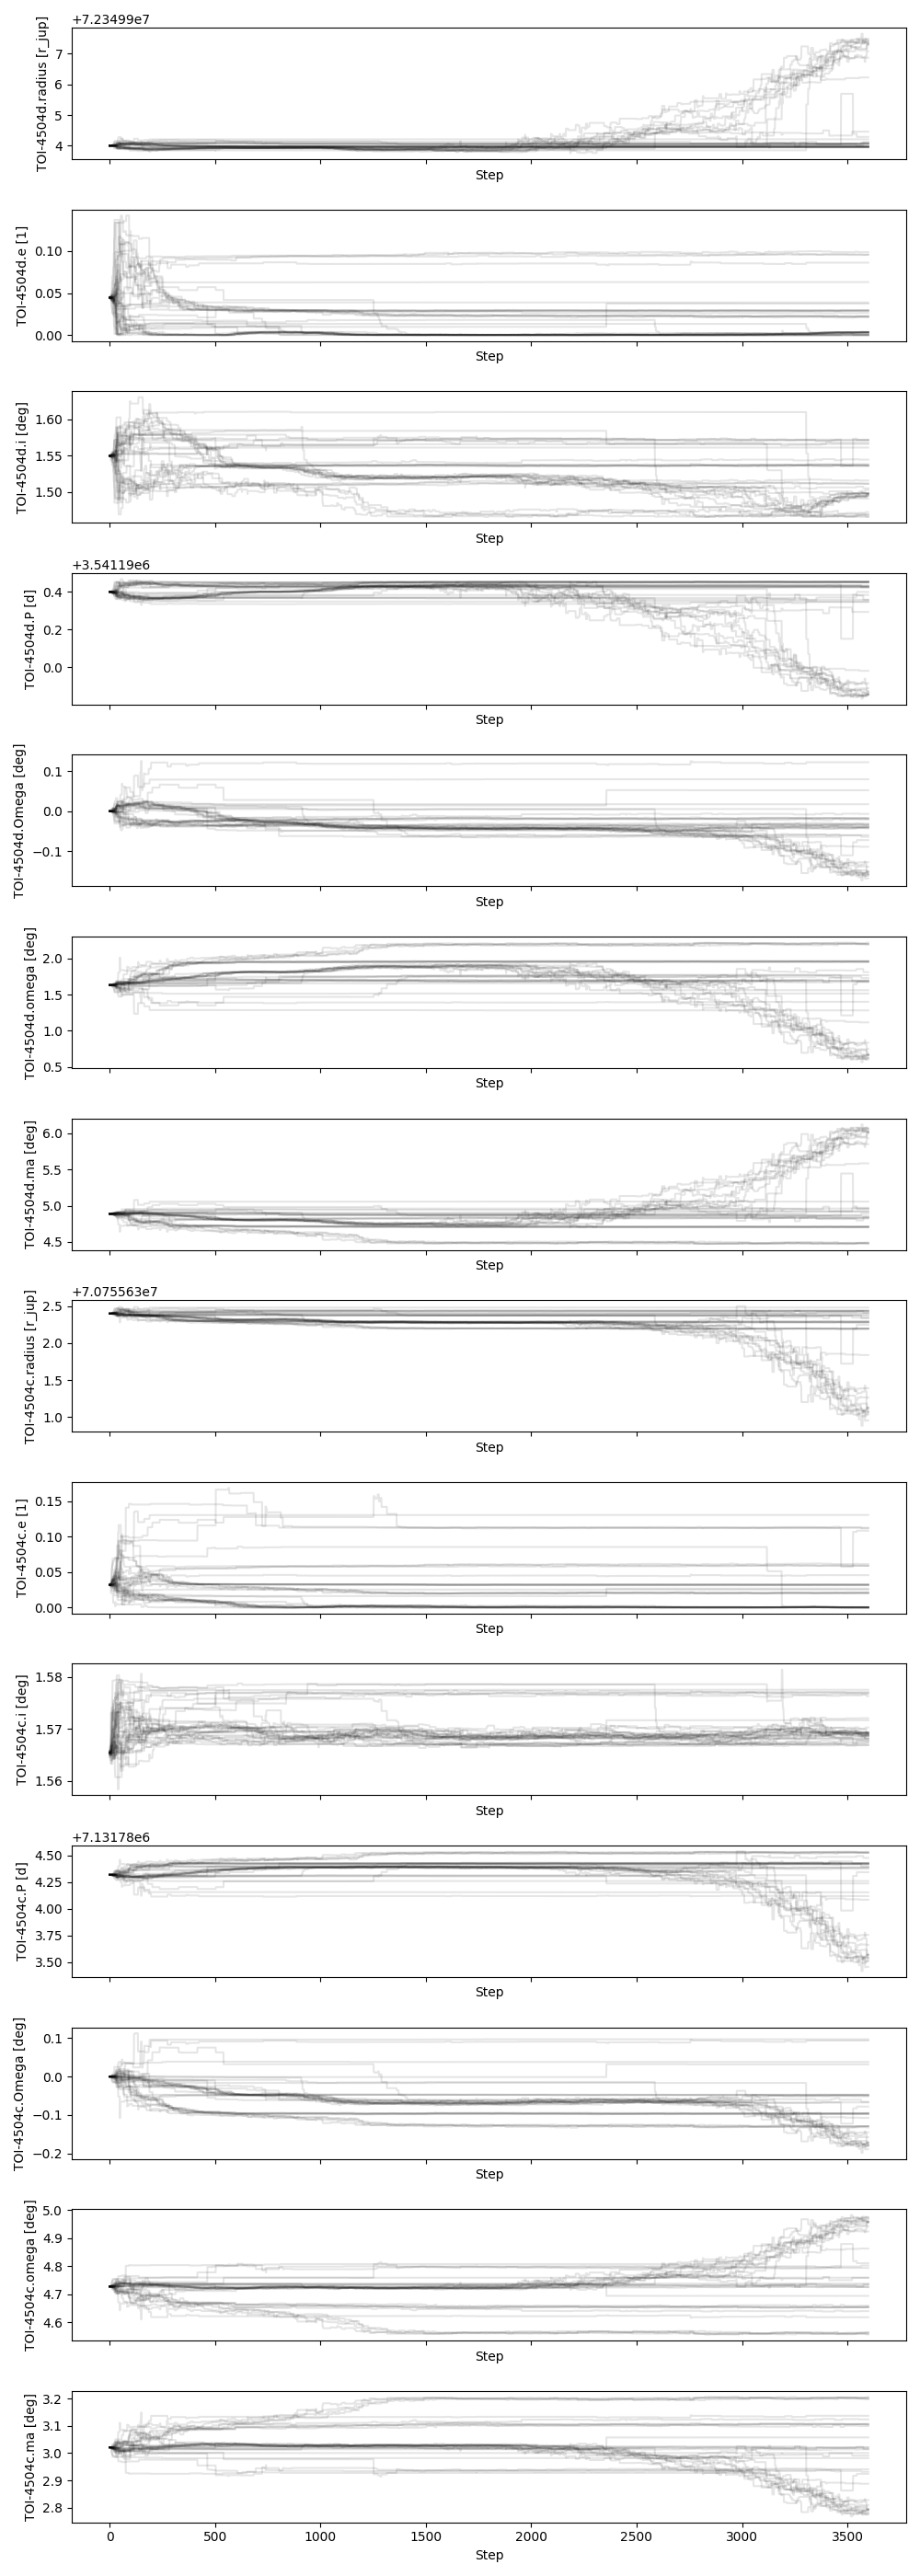 +7.23499e7
TOI-4504d.radius [r_jup]
7
6
5
4
Step
TOI-4504d.e [1]
0.10
0.05
0.00
Step
TOI-4504d.i [deg]
1.60
1.55
1.50
Step
+3.54119e6
TOI-4504d.P [d]
0.4
0.2
0.0
Step
TOI-4504d.Omega [deg]
0.1
0.0
−0.1
Step
TOI-4504d.omega [deg]
2.0
1.5
1.0
0.5
Step
TOI-4504d.ma [deg]
6.0
5.5
5.0
4.5
Step
+7.075563e7
TOI-4504c.radius [r_jup]
2.5
2.0
1.5
1.0
Step
TOI-4504c.e [1]
0.15
0.10
0.05
0.00
Step
TOI-4504c.i [deg]
1.58
1.57
1.56
Step
+7.13178e6
TOI-4504c.P [d]
4.50
4.25
4.00
3.75
3.50
Step
TOI-4504c.Omega [deg]
0.1
0.0
−0.1
−0.2
Step
TOI-4504c.omega [deg]
5.0
4.9
4.8
4.7
4.6
Step
TOI-4504c.ma [deg]
3.2
3.1
3.0
2.9
2.8
0 500 1000 1500 2000 2500 3000 3500
Step